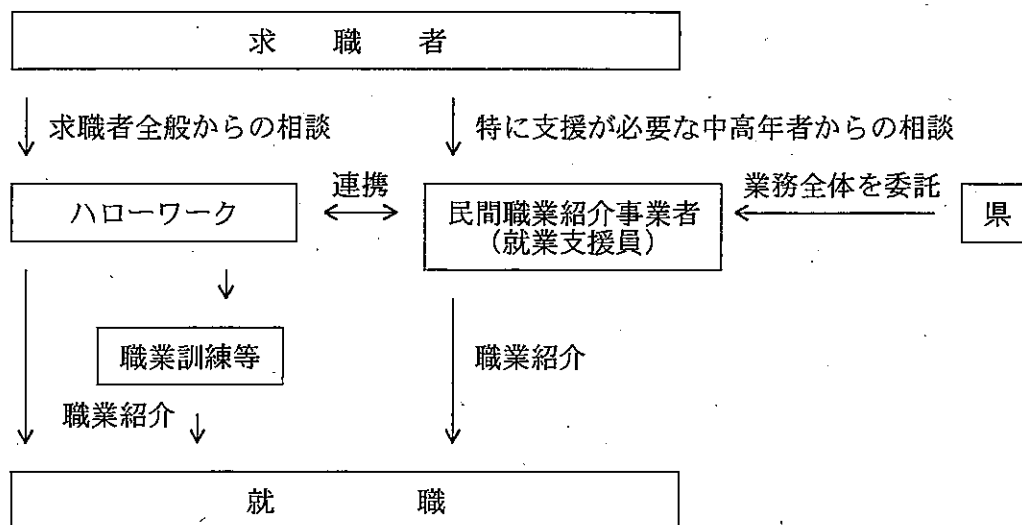 求職者
求職者全般からの相談
特に支援が必要な中高年者からの相談
ハローワーク
連携
民間職業紹介事業者
（就業支援員）
業務全体を委託
県
職業訓練等
職業紹介
職業紹介
就職